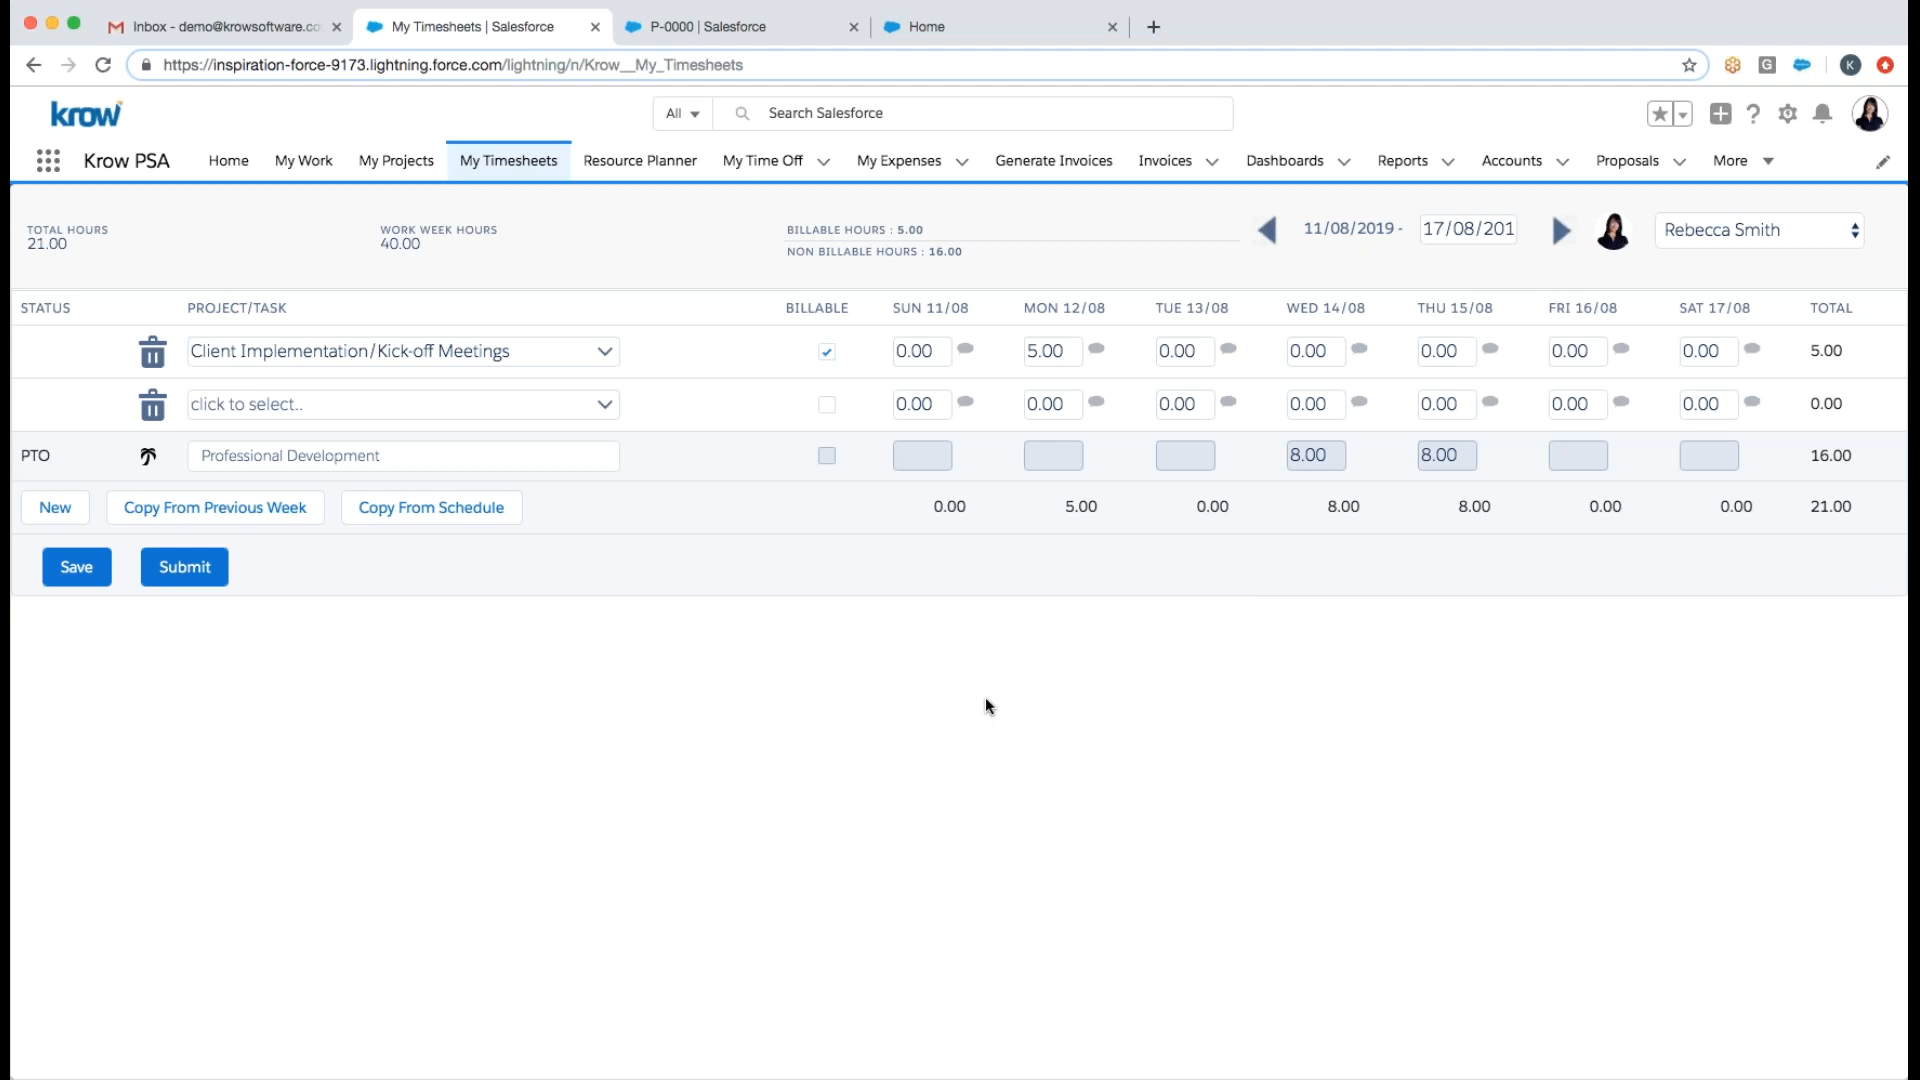 Inbox - demo@krowsoftware.co
My Timesheets | Salesforce
P-0000 | Salesforce
Home
https://inspiration-force-9173.lightning.force.com/lightning/n/Krow__My_Timesheets
G
K
krow
All
Search Salesforce
Krow PSA
Home
My Work
My Projects
My Timesheets
Resource Planner
My Time Off
My Expenses
Generate Invoices
Invoices
Dashboards
Reports
Accounts
Proposals
More
TOTAL HOURS
21.00
WORK WEEK HOURS
40.00
BILLABLE HOURS : 5.00
NON BILLABLE HOURS : 16.00
11/08/2019 -
17/08/201
Rebecca Smith
STATUS PROJECT/TASK BILLABLE SUN 11/08 MON 12/08 TUE 13/08 WED 14/08 THU 15/08 FRI 16/08 SAT 17/08 TOTAL
Client Implementation/Kick-off Meetings 0.00 5.00 0.00 0.00 0.00 0.00 0.00 5.00
click to select.. 0.00 0.00 0.00 0.00 0.00 0.00 0.00 0.00
PTO Professional Development 8.00 8.00 16.00
New Copy From Previous Week Copy From Schedule 0.00 5.00 0.00 8.00 8.00 0.00 0.00 21.00
Save Submit